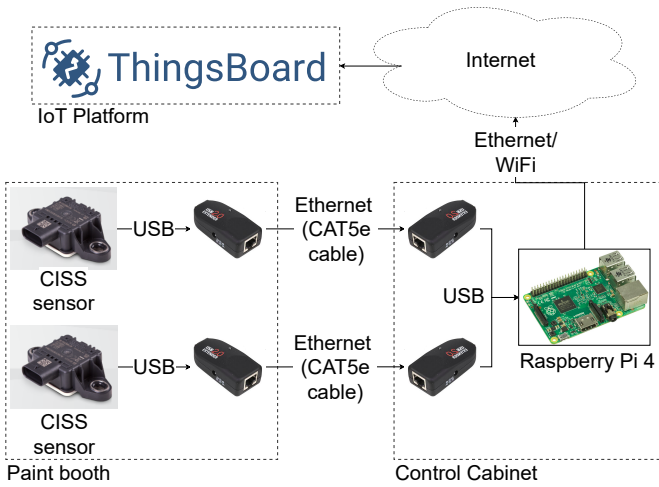 ThingsBoard
Internet
IoT Platform
Ethernet/
WiFi
Ethernet
(CAT5e
cable)
USB
CISS
sensor
USB
Raspberry Pi 4
Ethernet
(CAT5e
cable)
USB
CISS
sensor
Paint booth
Control Cabinet